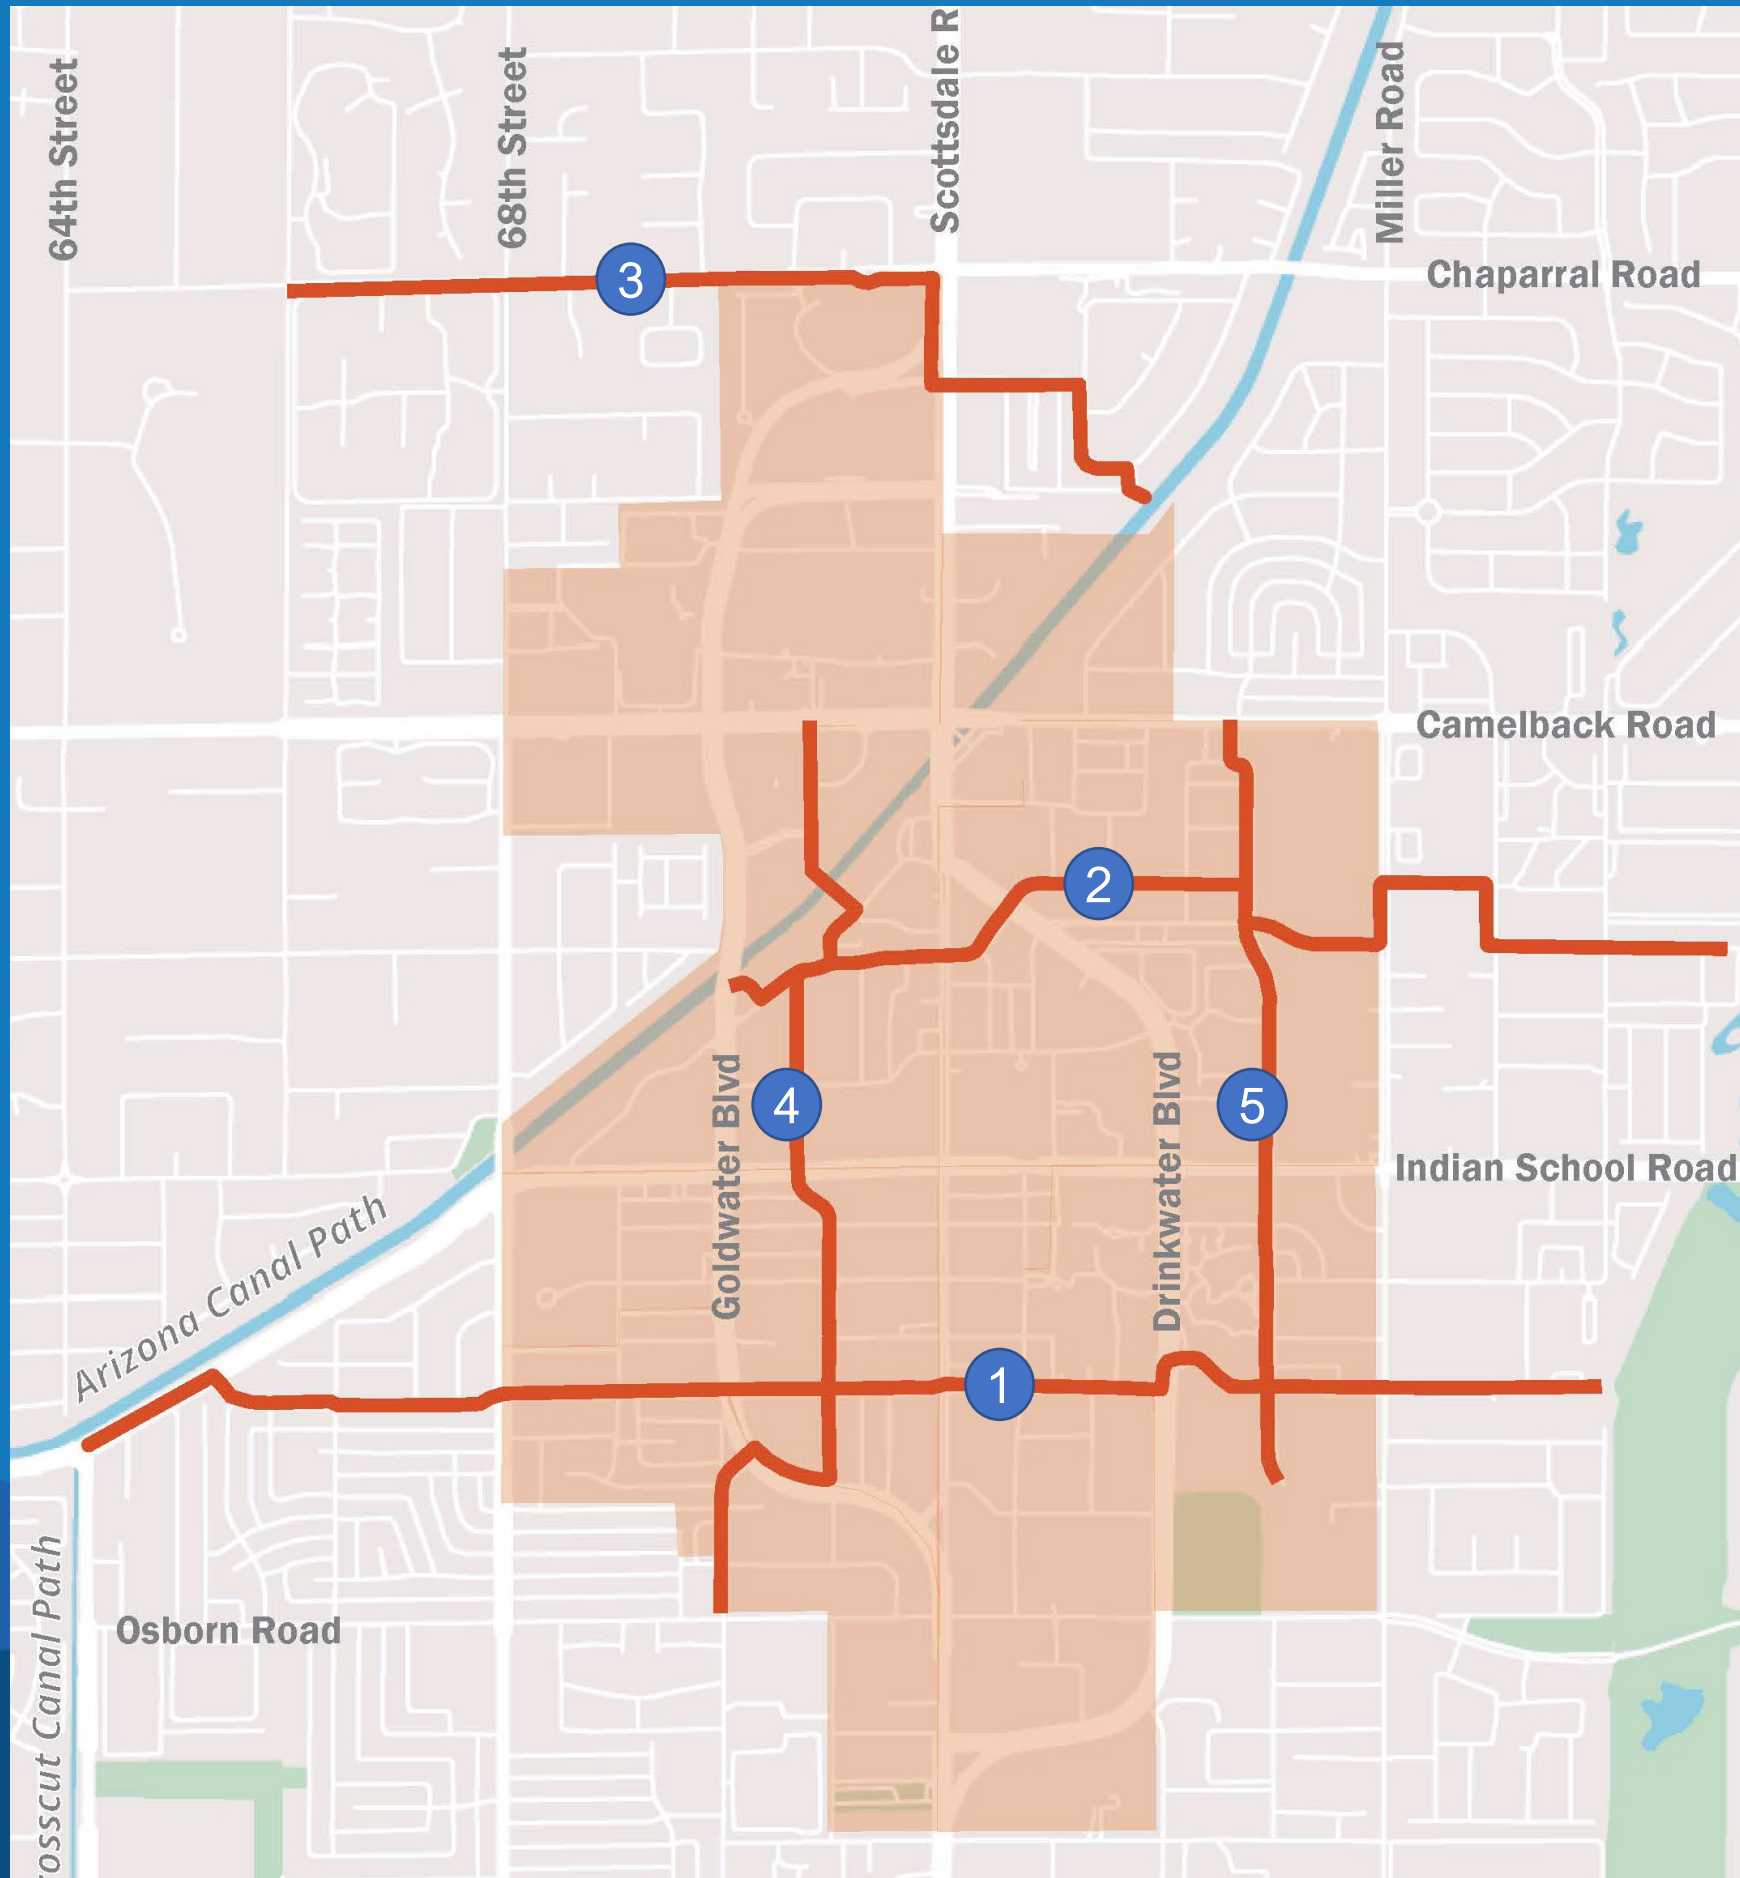 64th Street
68th Street
Scottsdale R
Miller Road
3
Chaparral Road
Camelback Road
2
4
5
Goldwater Blvd
Drinkwater Blvd
Indian School Road
Arizona Canal Path
1
Osborn Road
rosscut Canal Path